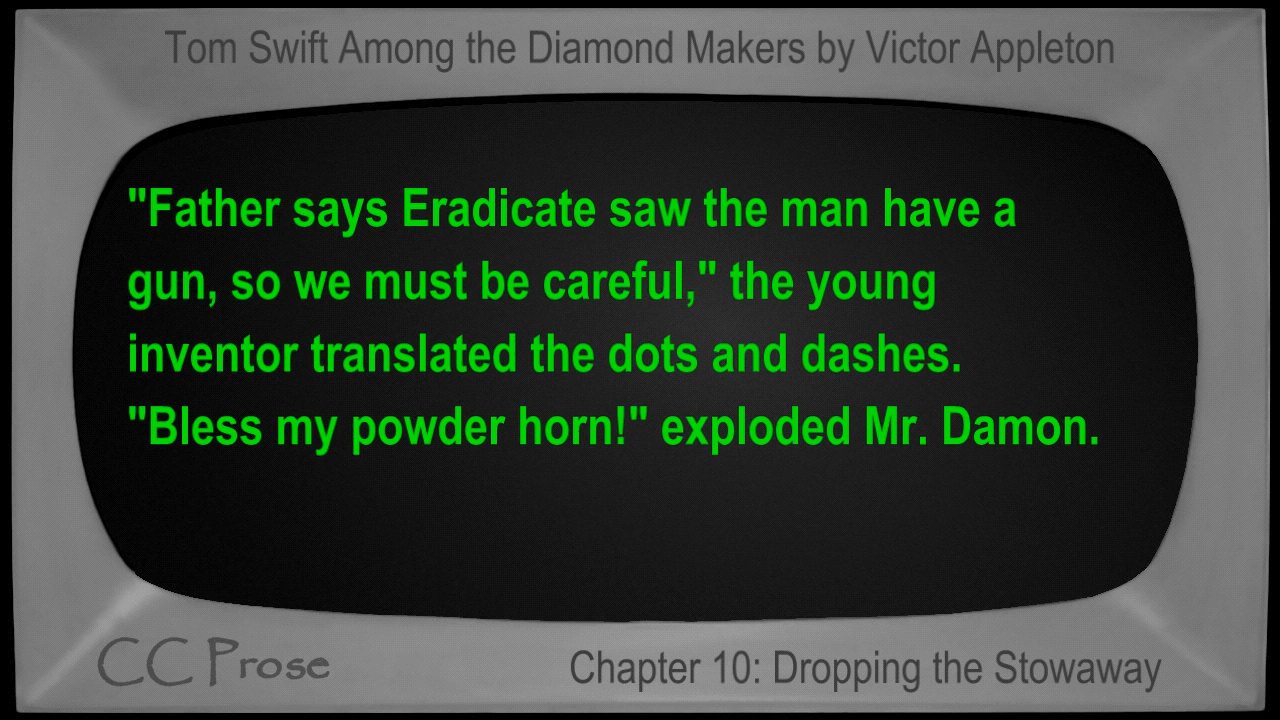 Tom Swift Among the Diamond Makers by Victor Appleton
"Father says Eradicate saw the man have a
gun, so we must be careful," the young
inventor translated the dots and dashes.
"Bless my powder horn!" exploded Mr. Damon.
CC Prose
Chapter 10: Dropping the Stowaway